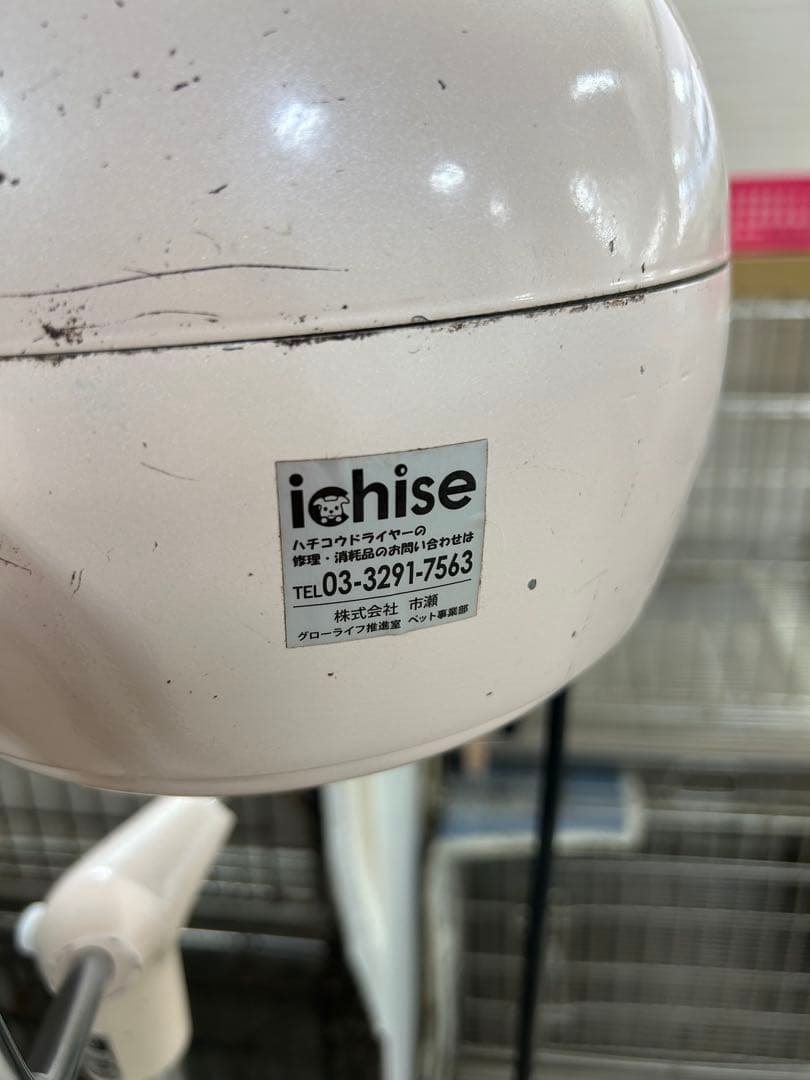 ichise
ハチコウドライヤーの
修理・消耗品のお問い合わせは
TEL03-3291-7563
株式会社 市瀬
グローライフ推進室 ペット事業部